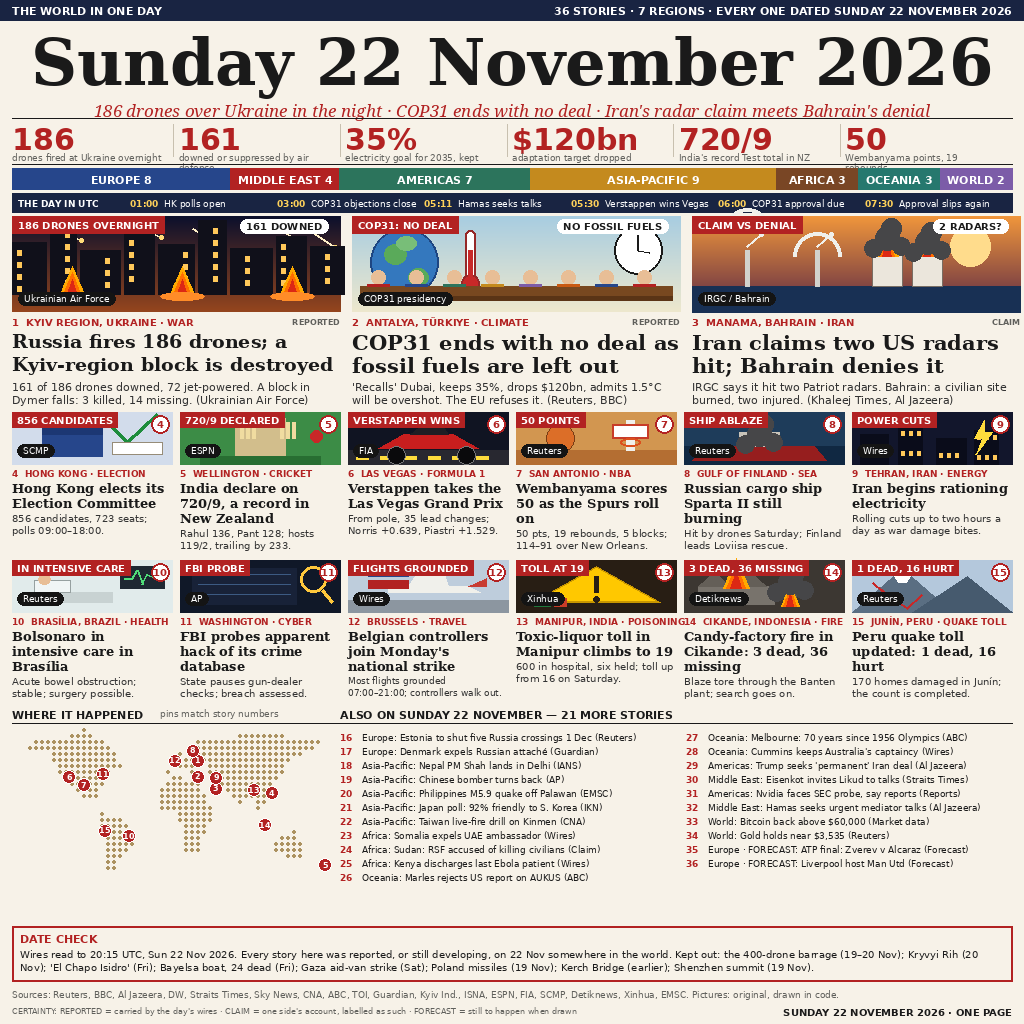 THE WORLD IN ONE DAY
36 STORIES · 7 REGIONS · EVERY ONE DATED SUNDAY 22 NOVEMBER 2026
Sunday 22 November 2026
186 drones over Ukraine in the night · COP31 ends with no deal · Iran's radar claim meets Bahrain's denial
186
drones fired at Ukraine overnight
161
downed or suppressed by air
defense
35%
electricity goal for 2035, kept
$120bn
adaptation target dropped
720/9
India's record Test total in NZ
50
Wembanyama points, 19
rebounds
EUROPE 8
MIDDLE EAST 4
AMERICAS 7
ASIA-PACIFIC 9
AFRICA 3
OCEANIA 3
WORLD 2
THE DAY IN UTC
01:00 HK polls open
03:00 COP31 objections close
05:11 Hamas seeks talks
05:30 Verstappen wins Vegas
06:00 COP31 approval due
07:30 Approval slips again
186 DRONES OVERNIGHT
161 DOWNED
Ukrainian Air Force
1 KYIV REGION, UKRAINE · WAR
REPORTED
Russia fires 186 drones; a
Kyiv-region block is destroyed
161 of 186 drones downed, 72 jet-powered. A block in
Dymer falls: 3 killed, 14 missing. (Ukrainian Air Force)
COP31: NO DEAL
NO FOSSIL FUELS
COP31 presidency
2 ANTALYA, TÜRKIYE · CLIMATE
REPORTED
COP31 ends with no deal as
fossil fuels are left out
'Recalls' Dubai, keeps 35%, drops $120bn, admits 1.5°C
will be overshot. The EU refuses it. (Reuters, BBC)
CLAIM VS DENIAL
2 RADARS?
IRGC / Bahrain
3 MANAMA, BAHRAIN · IRAN
CLAIM
Iran claims two US radars
hit; Bahrain denies it
IRGC says it hit two Patriot radars. Bahrain: a civilian site
burned, two injured. (Khaleej Times, Al Jazeera)
856 CANDIDATES
4
SCMP
4 HONG KONG · ELECTION
Hong Kong elects its
Election Committee
856 candidates, 723 seats;
polls 09:00–18:00.
720/9 DECLARED
5
ESPN
5 WELLINGTON · CRICKET
India declare on
720/9, a record in
New Zealand
Rahul 136, Pant 128; hosts
119/2, trailing by 233.
VERSTAPPEN WINS
6
FIA
6 LAS VEGAS · FORMULA 1
Verstappen takes the
Las Vegas Grand Prix
From pole, 35 lead changes;
Norris +0.639, Piastri +1.529.
50 POINTS
7
Reuters
7 SAN ANTONIO · NBA
Wembanyama scores
50 as the Spurs roll
on
50 pts, 19 rebounds, 5 blocks;
114–91 over New Orleans.
SHIP ABLAZE
8
Reuters
8 GULF OF FINLAND · SEA
Russian cargo ship
Sparta II still
burning
Hit by drones Saturday; Finland
leads Loviisa rescue.
POWER CUTS
9
Wires
9 TEHRAN, IRAN · ENERGY
Iran begins rationing
electricity
Rolling cuts up to two hours a
day as war damage bites.
IN INTENSIVE CARE
10
Reuters
10 BRASÍLIA, BRAZIL · HEALTH
Bolsonaro in
intensive care in
Brasília
Acute bowel obstruction;
stable; surgery possible.
FBI PROBE
11
AP
11 WASHINGTON · CYBER
FBI probes apparent
hack of its crime
database
State pauses gun-dealer
checks; breach assessed.
FLIGHTS GROUNDED
12
Wires
12 BRUSSELS · TRAVEL
Belgian controllers
join Monday's
national strike
Most flights grounded
07:00–21:00; controllers walk out.
TOLL AT 19
13
Xinhua
13 MANIPUR, INDIA · POISONING
Toxic-liquor toll in
Manipur climbs to 19
600 in hospital, six held; toll up
from 16 on Saturday.
3 DEAD, 36 MISSING
14
Detiknews
14 CIKANDE, INDONESIA · FIRE
Candy-factory fire in
Cikande: 3 dead, 36
missing
Blaze tore through the Banten
plant; search goes on.
1 DEAD, 16 HURT
15
Reuters
15 JUNÍN, PERU · QUAKE TOLL
Peru quake toll
updated: 1 dead, 16
hurt
170 homes damaged in Junín;
the count is completed.
WHERE IT HAPPENED
pins match story numbers
8
12
1
6
11
7
2
9
3
13
4
15
10
14
5
ALSO ON SUNDAY 22 NOVEMBER — 21 MORE STORIES
16 Europe: Estonia to shut five Russia crossings 1 Dec (Reuters)
17 Europe: Denmark expels Russian attaché (Guardian)
18 Asia-Pacific: Nepal PM Shah lands in Delhi (IANS)
19 Asia-Pacific: Chinese bomber turns back (AP)
20 Asia-Pacific: Philippines M5.9 quake off Palawan (EMSC)
21 Asia-Pacific: Japan poll: 92% friendly to S. Korea (IKN)
22 Asia-Pacific: Taiwan live-fire drill on Kinmen (CNA)
23 Africa: Somalia expels UAE ambassador (Wires)
24 Africa: Sudan: RSF accused of killing civilians (Claim)
25 Africa: Kenya discharges last Ebola patient (Wires)
26 Oceania: Marles rejects US report on AUKUS (ABC)
27 Oceania: Melbourne: 70 years since 1956 Olympics (ABC)
28 Oceania: Cummins keeps Australia's captaincy (Wires)
29 Americas: Trump seeks 'permanent' Iran deal (Al Jazeera)
30 Middle East: Eisenkot invites Likud to talks (Straits Times)
31 Americas: Nvidia faces SEC probe, say reports (Reports)
32 Middle East: Hamas seeks urgent mediator talks (Al Jazeera)
33 World: Bitcoin back above $60,000 (Market data)
34 World: Gold holds near $3,535 (Reuters)
35 Europe · FORECAST: ATP final: Zverev v Alcaraz (Forecast)
36 Europe · FORECAST: Liverpool host Man Utd (Forecast)
DATE CHECK
Wires read to 20:15 UTC, Sun 22 Nov 2026. Every story here was reported, or still developing, on 22 Nov somewhere in the world. Kept out: the 400-drone barrage (19–20 Nov); Kryvyi Rih (20
Nov); 'El Chapo Isidro' (Fri); Bayelsa boat, 24 dead (Fri); Gaza aid-van strike (Sat); Poland missiles (19 Nov); Kerch Bridge (earlier); Shenzhen summit (19 Nov).
Sources: Reuters, BBC, Al Jazeera, DW, Straits Times, Sky News, CNA, ABC, TOI, Guardian, Kyiv Ind., ISNA, ESPN, FIA, SCMP, Detiknews, Xinhua, EMSC. Pictures: original, drawn in code.
CERTAINTY: REPORTED = carried by the day's wires · CLAIM = one side's account, labelled as such · FORECAST = still to happen when drawn
SUNDAY 22 NOVEMBER 2026 · ONE PAGE